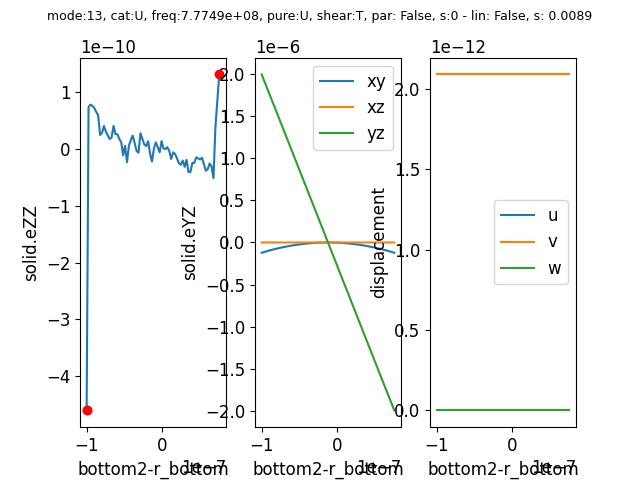 mode:13, cat:U, freq:7.7749e+08, pure:U, shear:T, par: False, s:0 - lin: False, s: 0.0089
1e−10
1
0
−1
−2
−3
−4
solid.eZZ
−1
0
1e−7
bottom2-r_bottom
1e−6
2.0
1.5
1.0
0.5
0.0
−0.5
−1.0
−1.5
−2.0
solid.eYZ
xy
xz
yz
−1
0
1e−7
bottom2-r_bottom
1e−12
2.0
1.5
1.0
0.5
0.0
displacement
u
v
w
−1
0
1e−7
bottom2-r_bottom